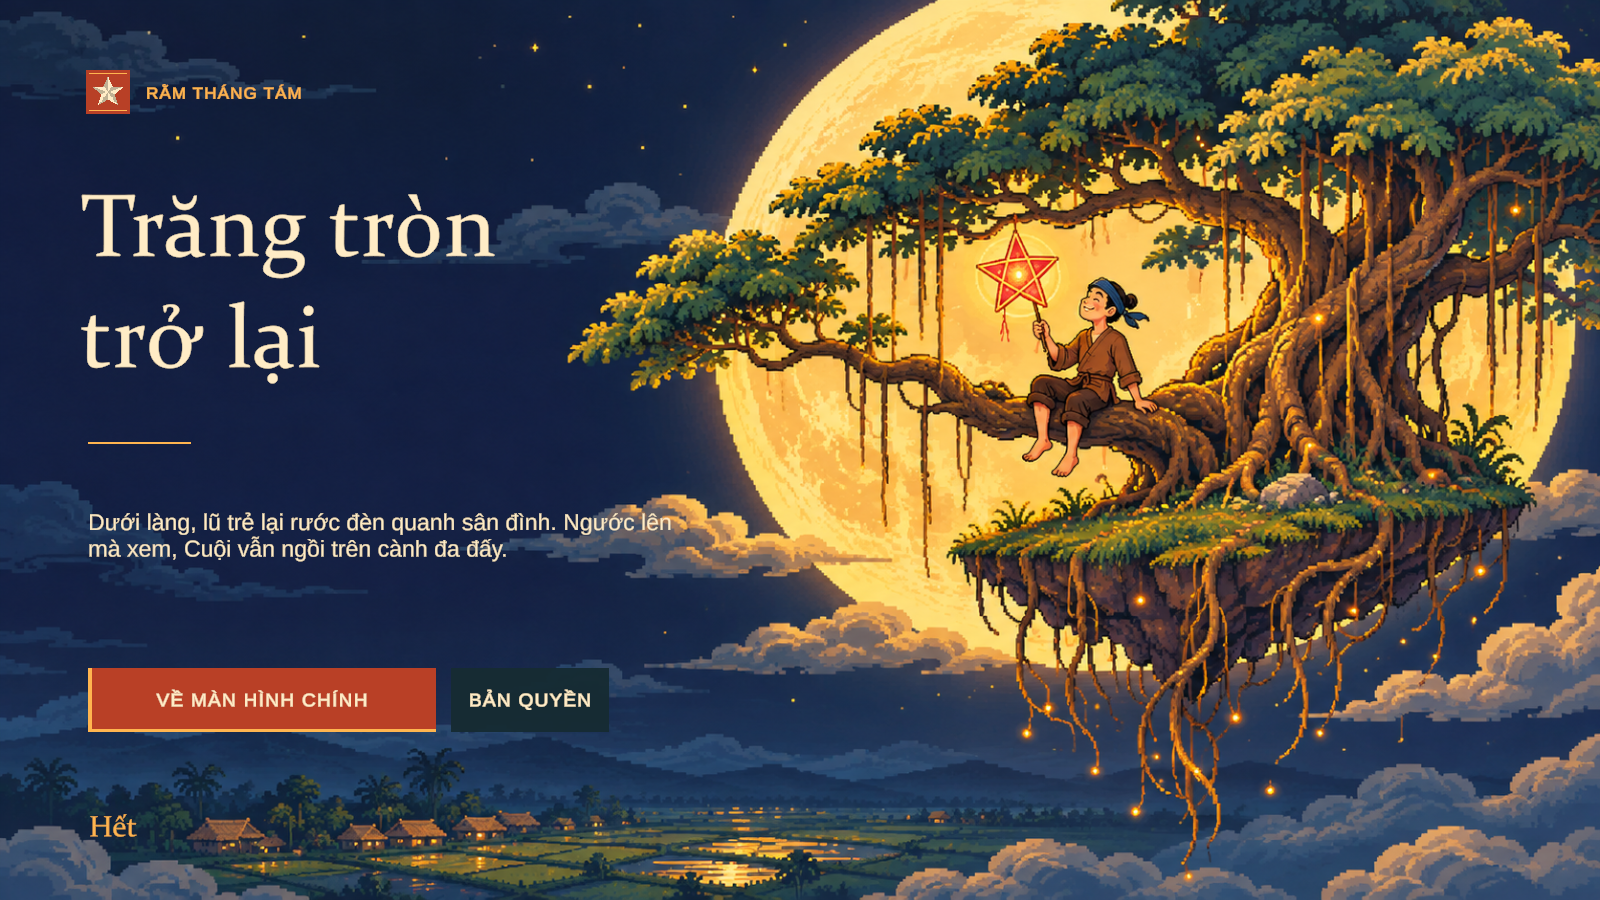 RẰM THÁNG TÁM
Trăng tròn
trở lại
Dưới làng, lũ trẻ lại rước đèn quanh sân đình. Ngước lên
mà xem, Cuội vẫn ngồi trên cành đa đấy.
VỀ MÀN HÌNH CHÍNH
BẢN QUYỀN
Hết